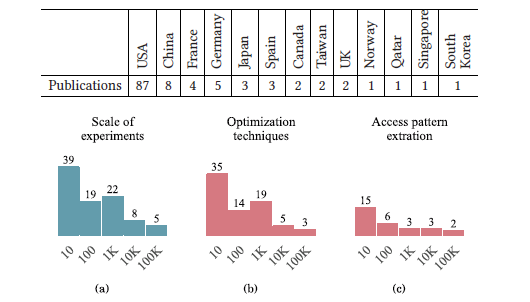 USA China France Germany Japan Spain Canada Taiwan UK Norway Qatar Singapore South Korea
Publications 87 8 4 5 3 3 2 2 2 1 1 1 1
Scale of experiments
39 19 22 8 5
10 100 1K 10K 100K
(a)
Optimization techniques
35 14 19 5 3
10 100 1K 10K 100K
(b)
Access pattern extration
15 6 3 3 2
10 100 1K 10K 100K
(c)